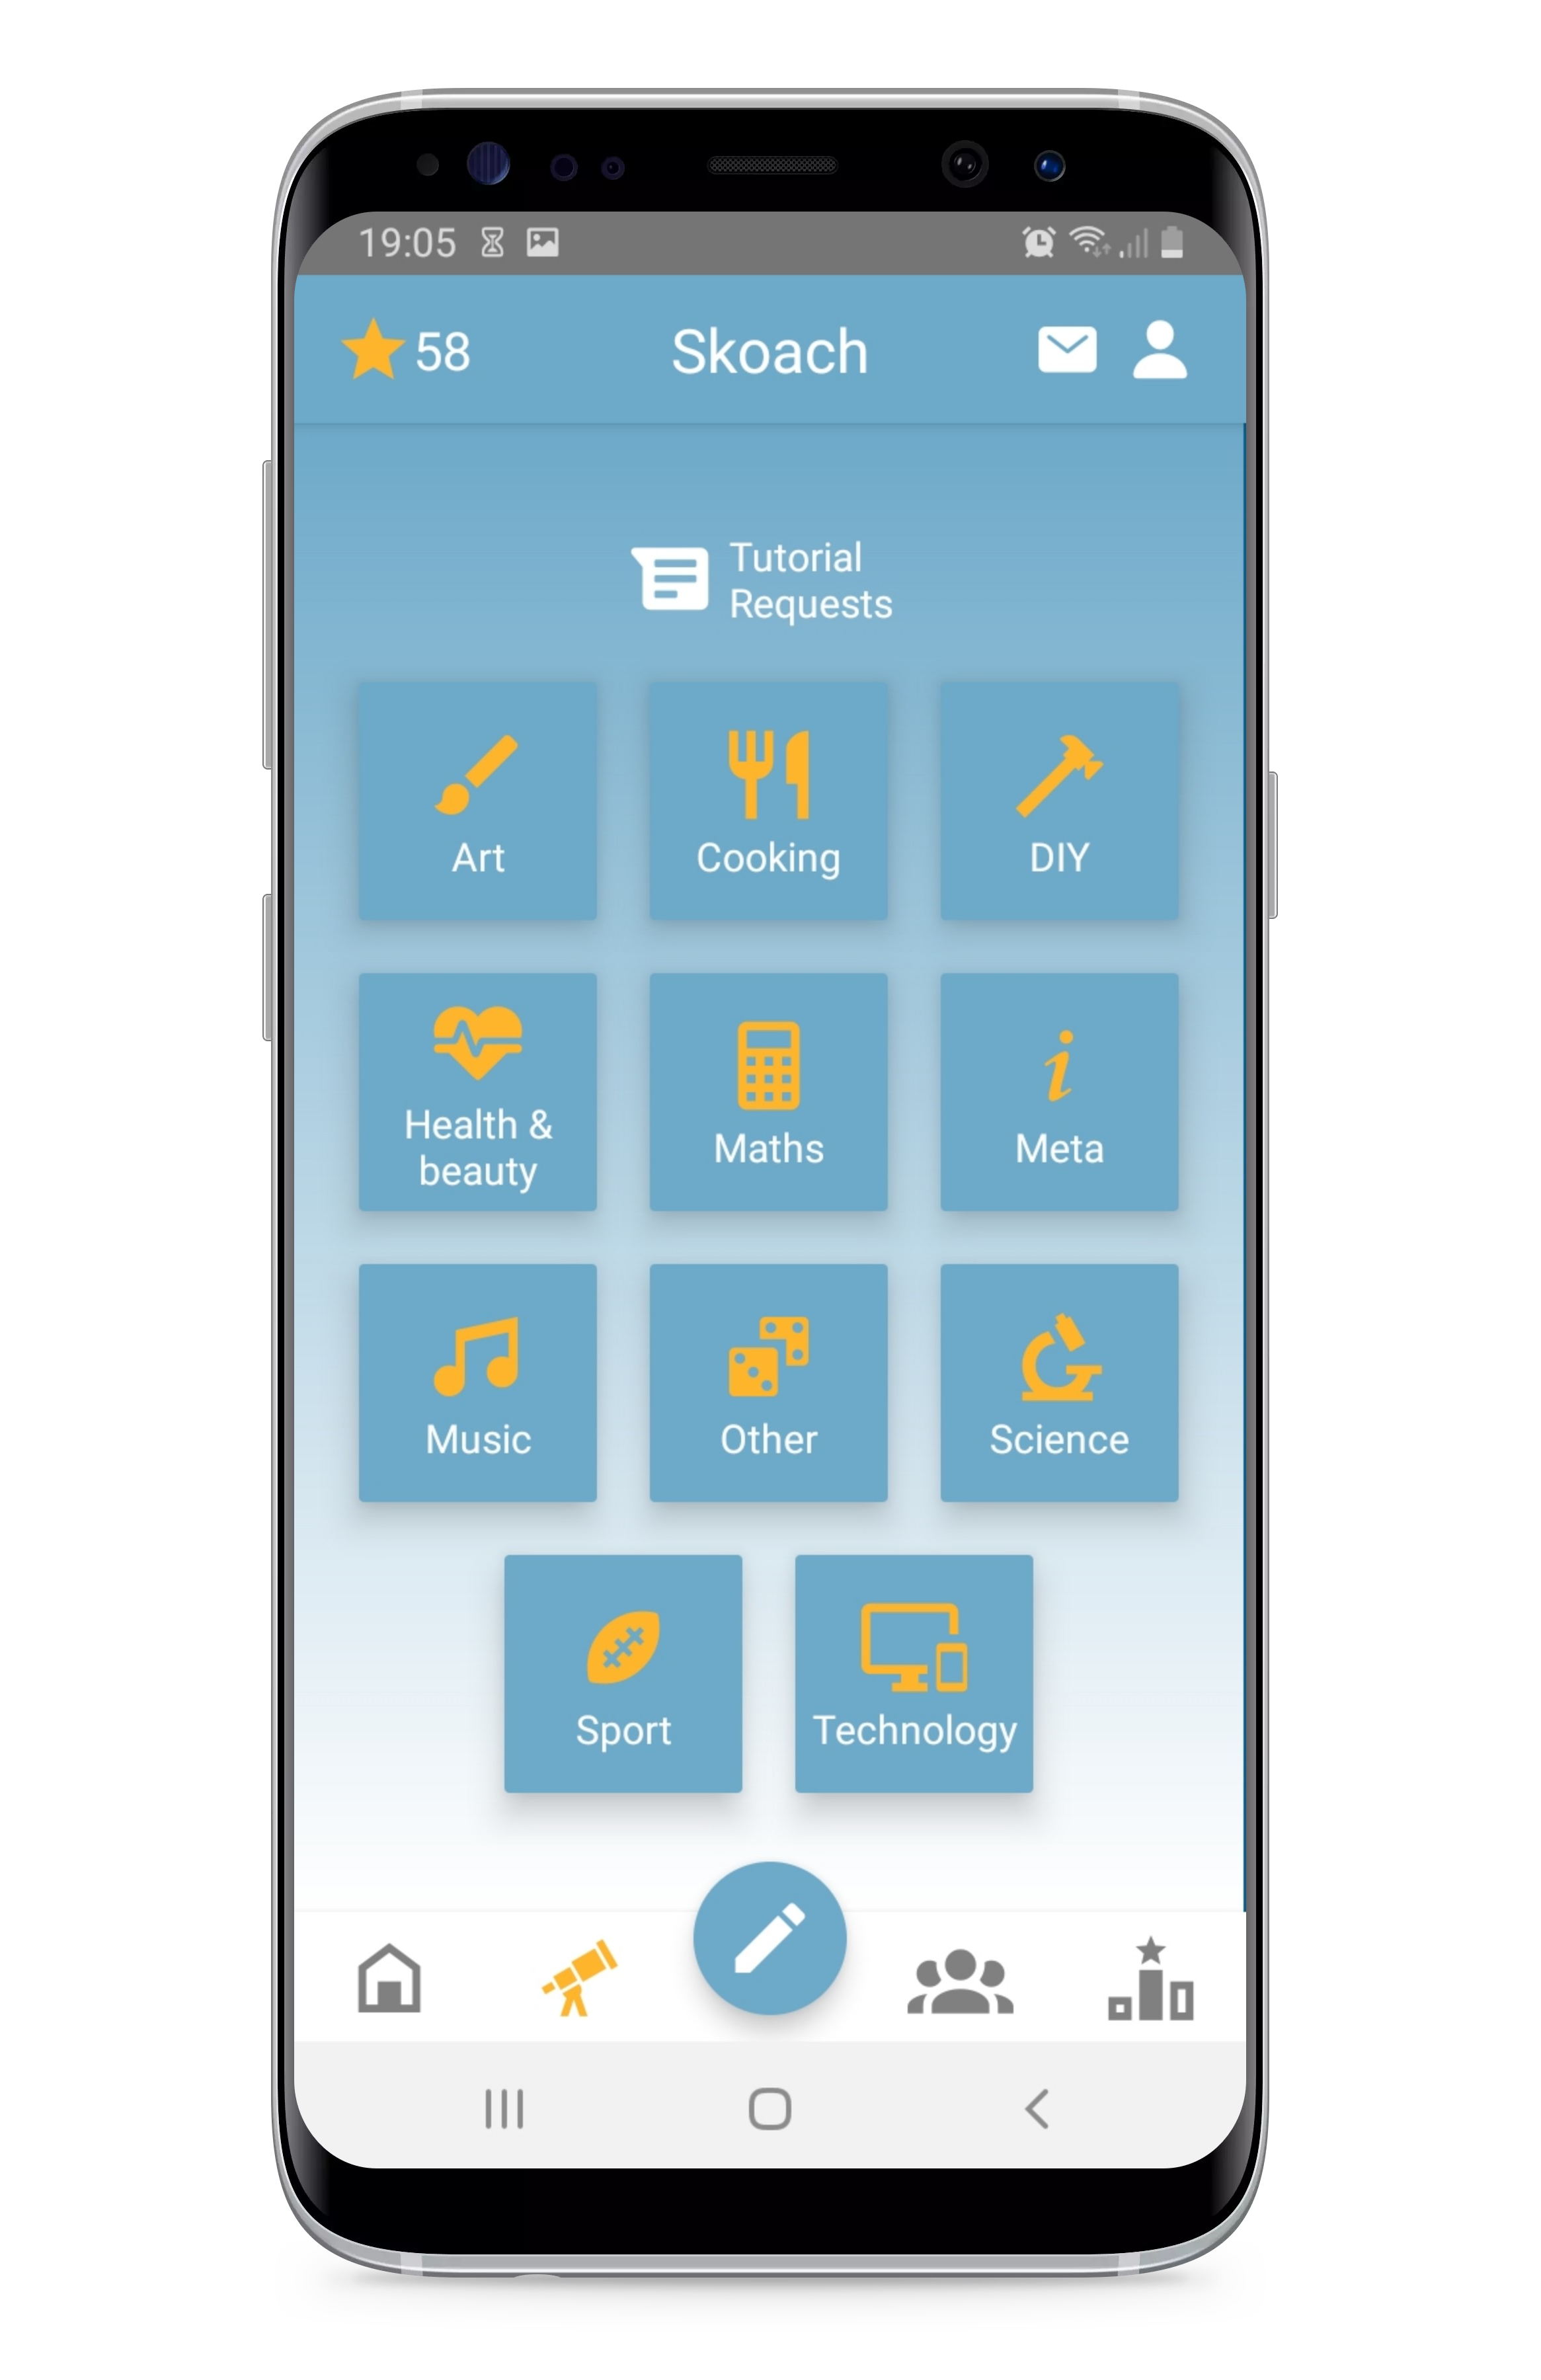 19:05
58
Skoach
Tutorial
Requests
Art
Cooking
DIY
Health &
beauty
Maths
Meta
Music
Other
Science
Sport
Technology